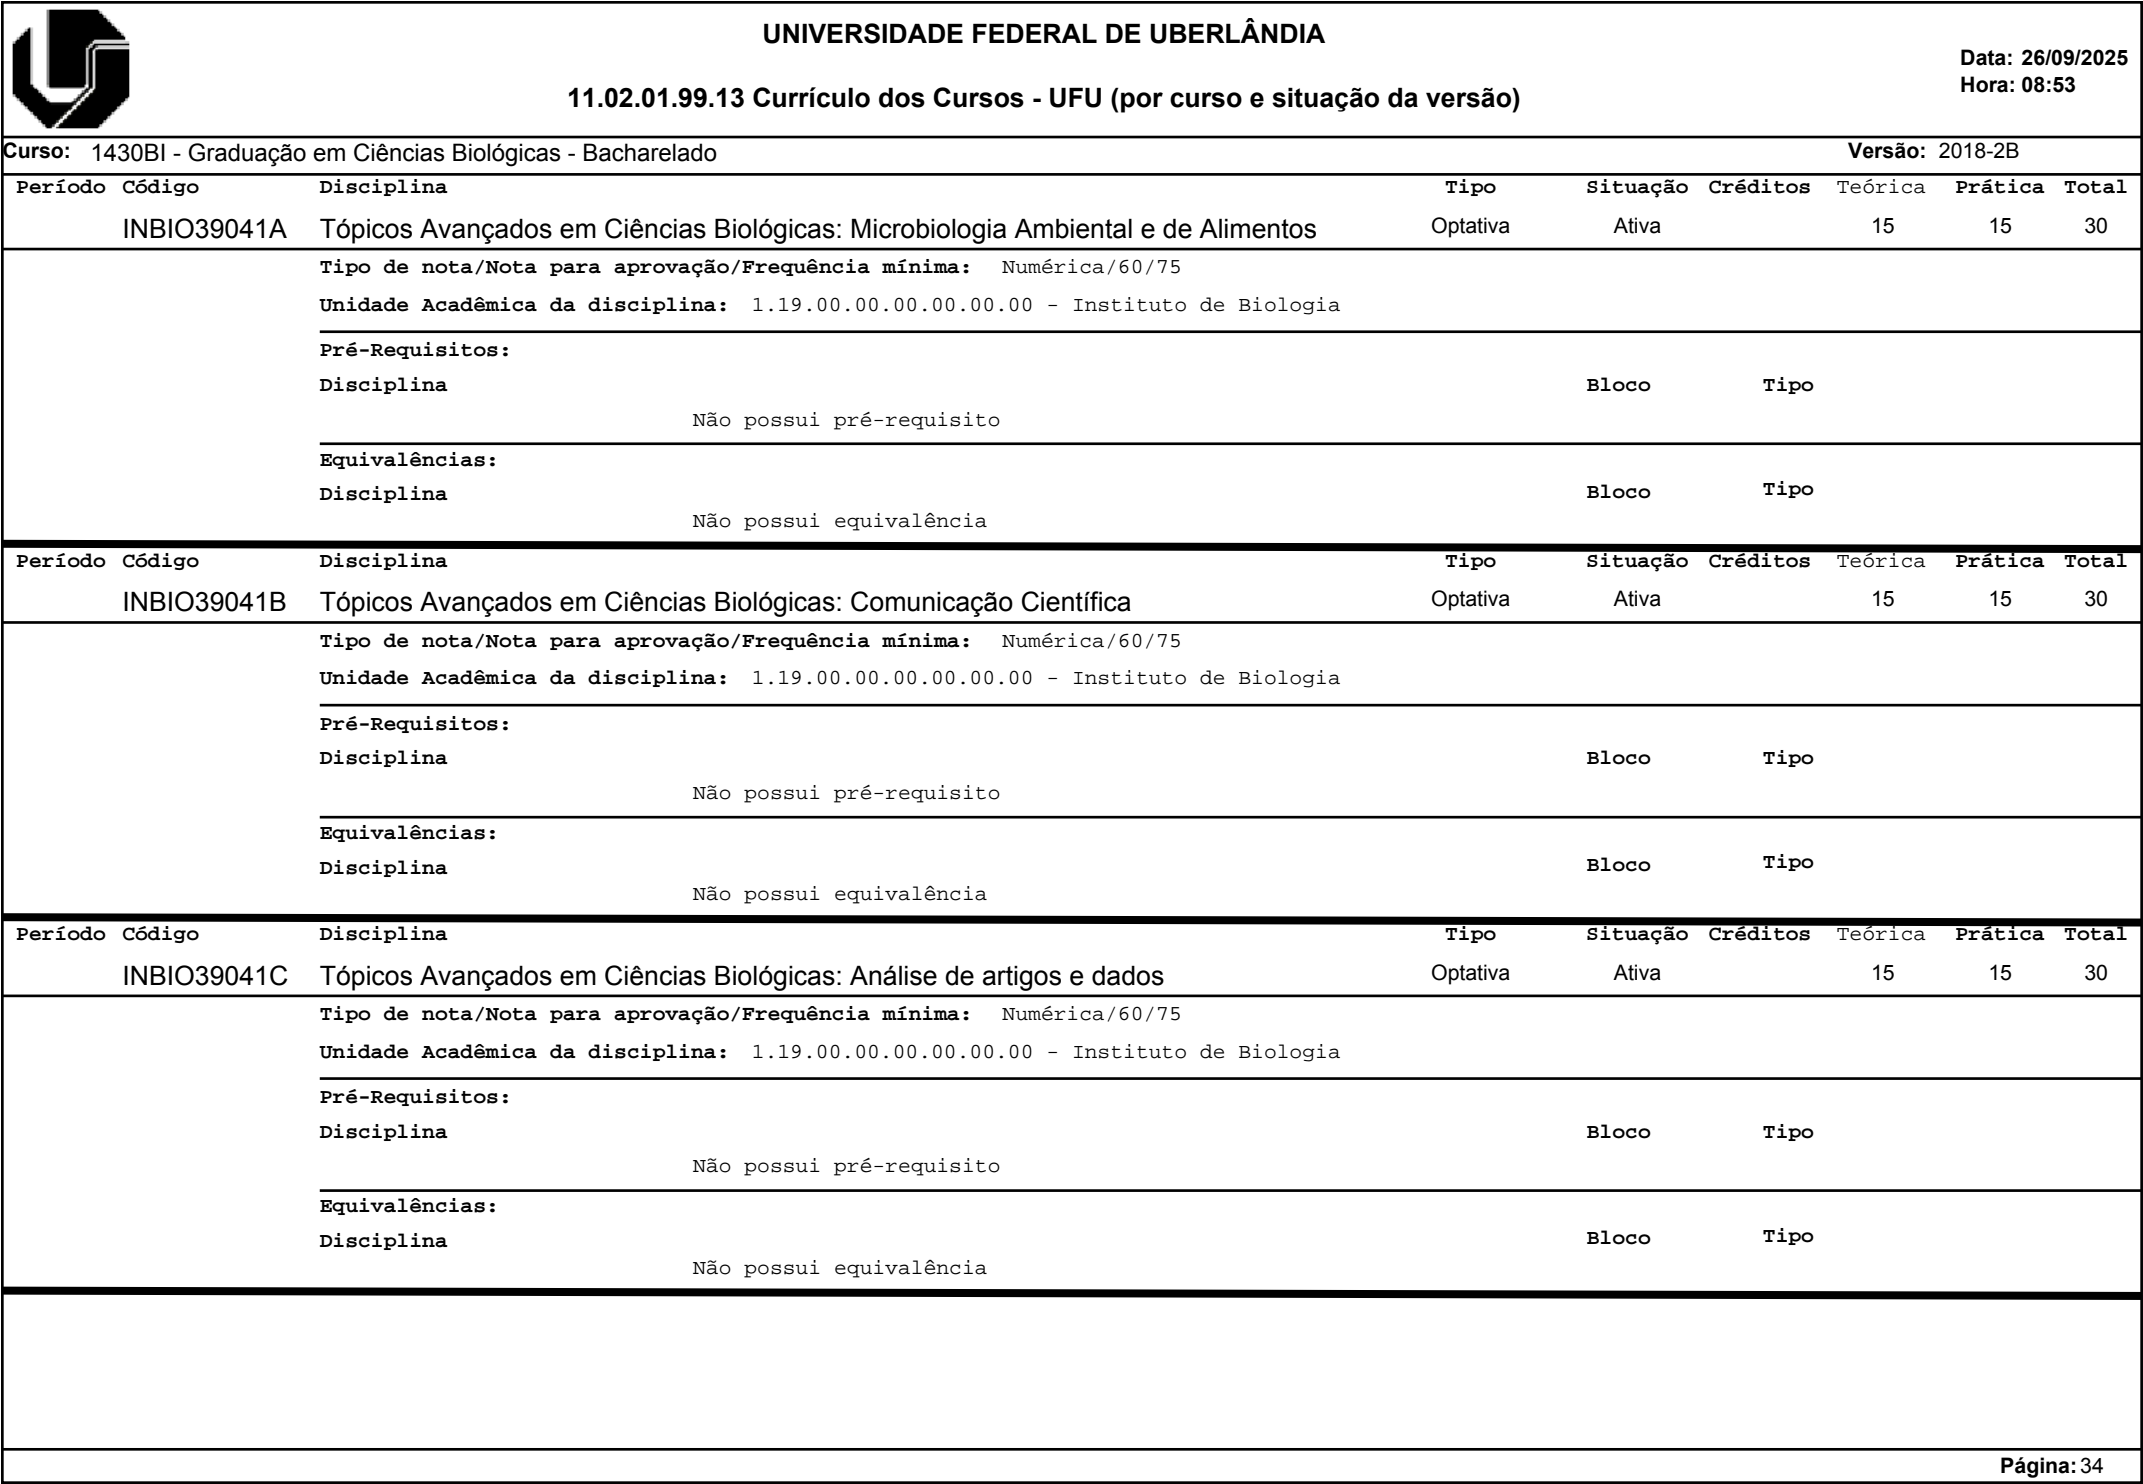 UNIVERSIDADE FEDERAL DE UBERLÂNDIA
Data: 26/09/2025
Hora: 08:53
11.02.01.99.13 Currículo dos Cursos - UFU (por curso e situação da versão)
Curso: 1430BI - Graduação em Ciências Biológicas - Bacharelado Versão: 2018-2B
Período Código Disciplina Tipo Situação Créditos Teórica Prática Total
INBIO39041A Tópicos Avançados em Ciências Biológicas: Microbiologia Ambiental e de Alimentos Optativa Ativa 15 15 30
Tipo de nota/Nota para aprovação/Frequência mínima: Numérica/60/75
Unidade Acadêmica da disciplina: 1.19.00.00.00.00.00.00 - Instituto de Biologia
Pré-Requisitos:
Disciplina Bloco Tipo
Não possui pré-requisito
Equivalências:
Disciplina Bloco Tipo
Não possui equivalência
Período Código Disciplina Tipo Situação Créditos Teórica Prática Total
INBIO39041B Tópicos Avançados em Ciências Biológicas: Comunicação Científica Optativa Ativa 15 15 30
Tipo de nota/Nota para aprovação/Frequência mínima: Numérica/60/75
Unidade Acadêmica da disciplina: 1.19.00.00.00.00.00.00 - Instituto de Biologia
Pré-Requisitos:
Disciplina Bloco Tipo
Não possui pré-requisito
Equivalências:
Disciplina Bloco Tipo
Não possui equivalência
Período Código Disciplina Tipo Situação Créditos Teórica Prática Total
INBIO39041C Tópicos Avançados em Ciências Biológicas: Análise de artigos e dados Optativa Ativa 15 15 30
Tipo de nota/Nota para aprovação/Frequência mínima: Numérica/60/75
Unidade Acadêmica da disciplina: 1.19.00.00.00.00.00.00 - Instituto de Biologia
Pré-Requisitos:
Disciplina Bloco Tipo
Não possui pré-requisito
Equivalências:
Disciplina Bloco Tipo
Não possui equivalência
Página: 34